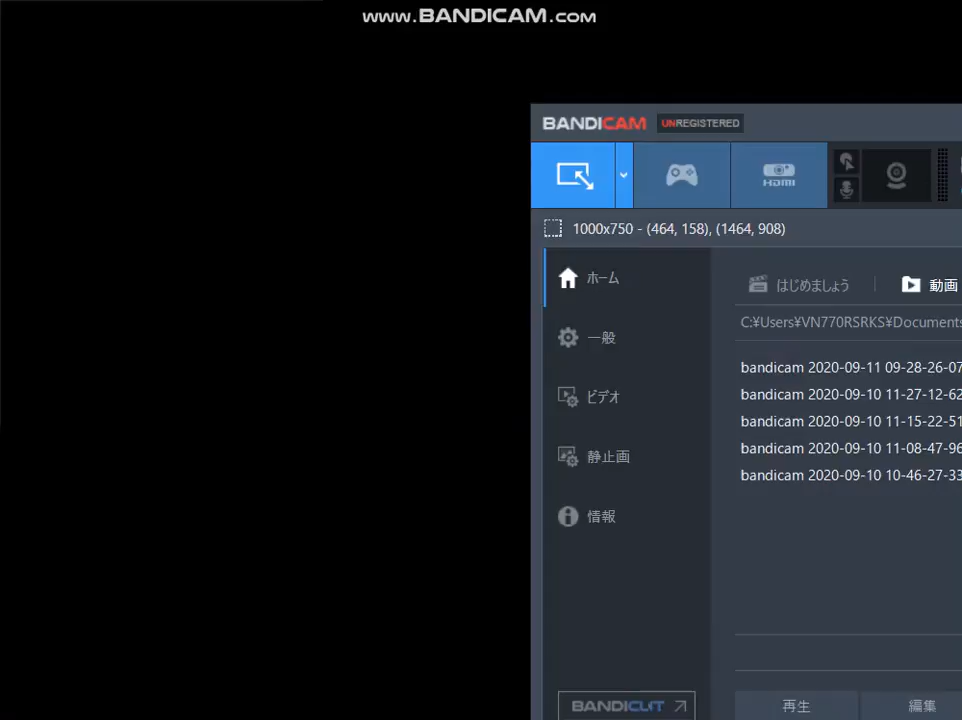 www.BANDICAM.com
BANDICAM UNREGISTERED
HDMI
1000x750 - (464, 158), (1464, 908)
ホーム
一般
ビデオ
静止画
情報
はじめましょう
動画
C:¥Users¥VN770RSRKS¥Documents
bandicam 2020-09-11 09-28-26-07
bandicam 2020-09-10 11-27-12-62
bandicam 2020-09-10 11-15-22-51
bandicam 2020-09-10 11-08-47-96
bandicam 2020-09-10 10-46-27-33
BANDICUT
再生
編集